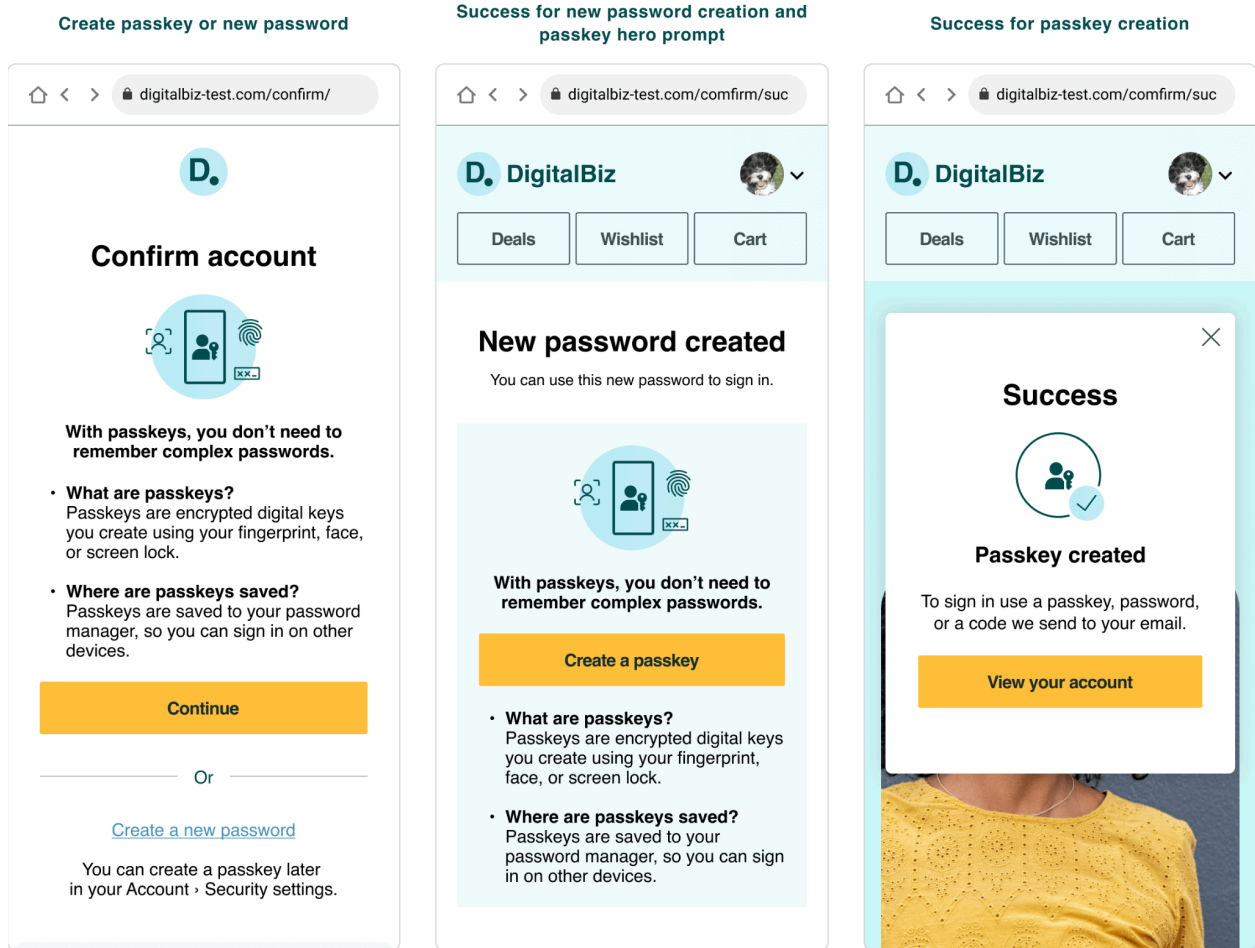 Create passkey or new password
digitalbiz-test.com/confirm/
D.
Confirm account
xx-
With passkeys, you don’t need to
remember complex passwords.
• What are passkeys?
Passkeys are encrypted digital keys
you create using your fingerprint, face,
or screen lock.
• Where are passkeys saved?
Passkeys are saved to your password
manager, so you can sign in on other
devices.
Continue
Or
Create a new password
You can create a passkey later
in your Account › Security settings.
Success for new password creation and
passkey hero prompt
digitalbiz-test.com/comfirm/suc
D. DigitalBiz
Deals Wishlist Cart
New password created
You can use this new password to sign in.
xx-
With passkeys, you don’t need to
remember complex passwords.
Create a passkey
• What are passkeys?
Passkeys are encrypted digital keys
you create using your fingerprint,
face, or screen lock.
• Where are passkeys saved?
Passkeys are saved to your
password manager, so you can sign
in on other devices.
Success for passkey creation
digitalbiz-test.com/comfirm/suc
D. DigitalBiz
Deals Wishlist Cart
Success
Passkey created
To sign in use a passkey, password,
or a code we send to your email.
View your account